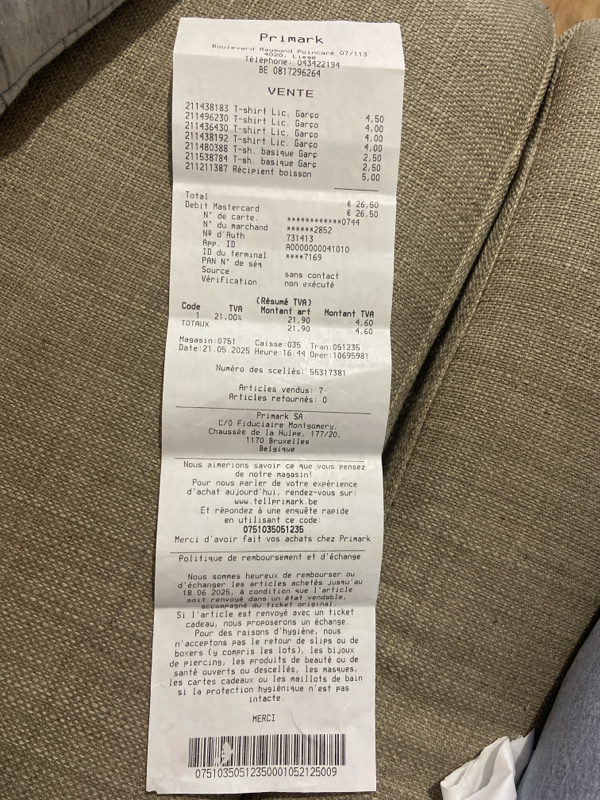 Primark
Boulevard Raymond Poincaré 07/113
4020, Liege
Téléphone: 043422194
BE 0817296264
VENTE
211438183 T-shirt Lic. Garço 4,50
211496230 T-shirt Lic. Garço 4,00
211436430 T-shirt Lic. Garço 4,00
211438192 T-shirt Lic. Garço 4,00
211480388 T-sh. basique Garç 2,50
211538784 T-sh. basique Garç 2,50
211211387 Récipient boisson 5,00
Total € 26,50
Debit Mastercard € 26,50
N° de carte. ************0744
N° du marchand ******2852
Nº d'Auth 731413
App. ID A0000000041010
ID du terminal ****7169
PAN N° de séq
Source sans contact
Vérification non exécuté
(Résumé TVA)
Code TVA Montant art Montant TVA
1 21.00% 21,90 4,60
TOTAUX 21,90 4,60
Magasin:0751 Caisse:035 Tran:051235
Date:21.05 2025 Heure:16:44 Oper:10695981
Numéro des scellés: 55317381
Articles vendus: 7
Articles retournés: 0
Primark SA
C/O Fiduciaire Montgomery,
Chaussée de la Hulpe, 177/20,
1170 Bruxelles
Belgique
Nous aimerions savoir ce que vous pensez
de notre magasin!
Pour nous parler de votre expérience
d'achat aujourd'hui, rendez-vous sur:
www.tellprimark.be
Et répondez à une enquête rapide
en utilisant ce code:
0751035051235
Merci d'avoir fait vos achats chez Primark
Politique de remboursement et d'échange
Nous sommes heureux de rembourser ou
d'échanger les articles achetés jusqu'au
18.06.2025, à condition que l'article
soit renvoyé dans un état vendable,
accompagné du ticket original.
Si l'article est renvoyé avec un ticket
cadeau, nous proposerons un échange.
Pour des raisons d'hygiène, nous
n'acceptons pas le retour de slips ou de
boxers (y compris les lots), les bijoux
de piercing, les produits de beauté ou de
santé ouverts ou descellés, les masques,
les cartes cadeaux ou les maillots de bain
si la protection hygiénique n'est pas
intacte.
MERCI
07510350512350001052125009